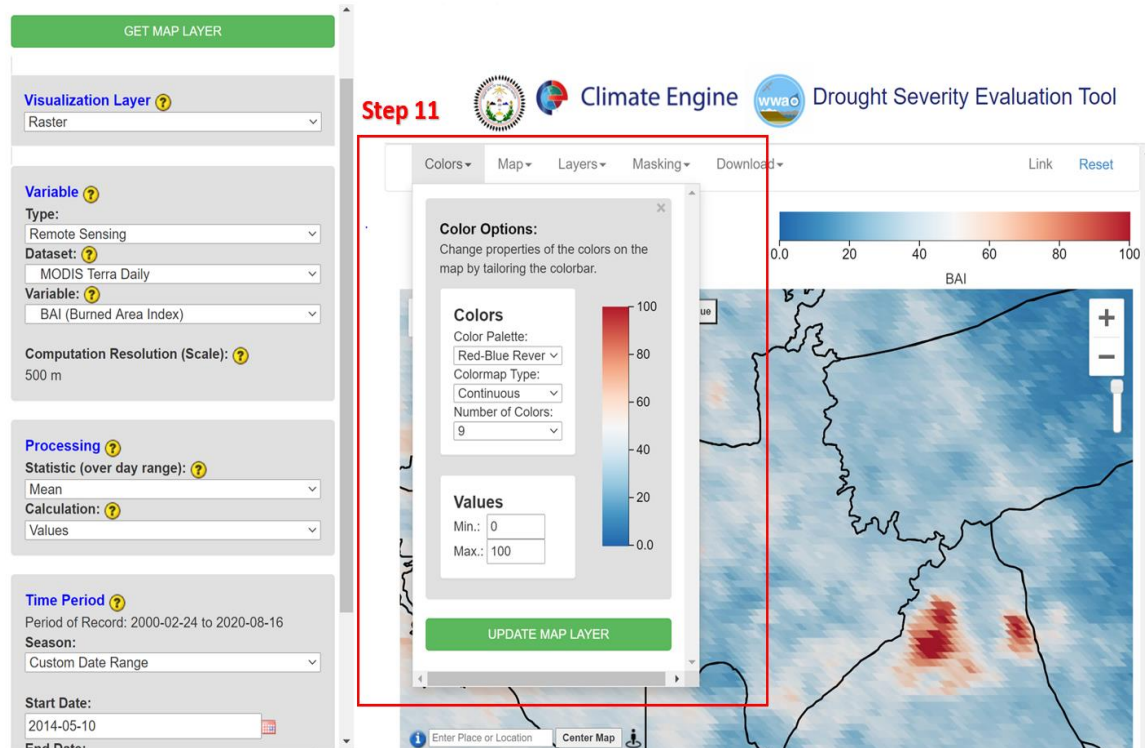 GET MAP LAYER
Visualization Layer ?
Raster
Variable ?
Type:
Remote Sensing
Dataset: ?
MODIS Terra Daily
Variable: ?
BAI (Burned Area Index)
Computation Resolution (Scale): ?
500 m
Processing ?
Statistic (over day range): ?
Mean
Calculation: ?
Values
Time Period ?
Period of Record: 2000-02-24 to 2020-08-16
Season:
Custom Date Range
Start Date:
2014-05-10
End Date:
Step 11
Climate Engine
wwao
Drought Severity Evaluation Tool
Colors Map Layers Masking Download Link Reset
×
Color Options:
Change properties of the colors on the
map by tailoring the colorbar.
Colors
Color Palette:
Red-Blue Rever
Colormap Type:
Continuous
Number of Colors:
9
100
80
60
40
20
0.0
Values
Min.: 0
Max.: 100
UPDATE MAP LAYER
0.0 20 40 60 80 100
BAI
ue
+
−
i Enter Place or Location Center Map